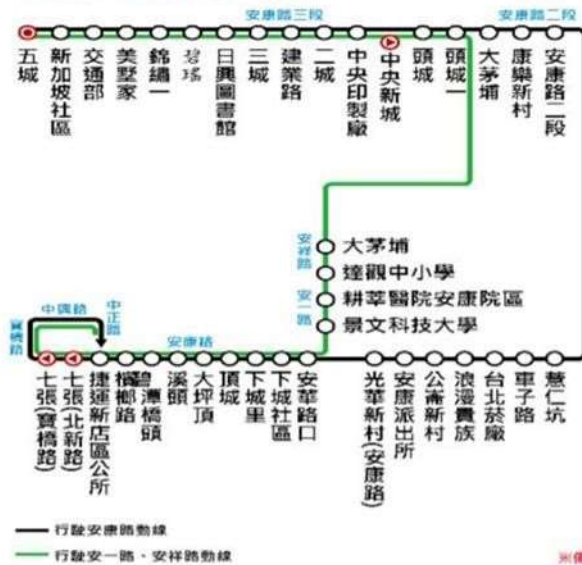 安康路三段
安康路二段
五城
新加坡社區
交通部
美墅家
錦繡一
碧瑤
日興圖書館
三城
建業路
二城
中央印製廠
中央新城
頭城
頭城一
大茅埔
康樂新村
安康路二段
安祥路
大茅埔
達觀中小學
安一路
耕莘醫院安康院區
景文科技大學
中興路
中正路
寶橋路
安康路
七張(寶橋路)
七張(北新路)
捷運新店區公所
檳榔路
碧潭橋頭
溪頭
大坪頂
頂城
下城里
下城社區
安華路口
光華新村(安康路)
安康派出所
公崙新村
浪漫貴族
台北菸廠
車子路
薏仁坑
行駛安康路動線
行駛安一路、安祥路動線
※備